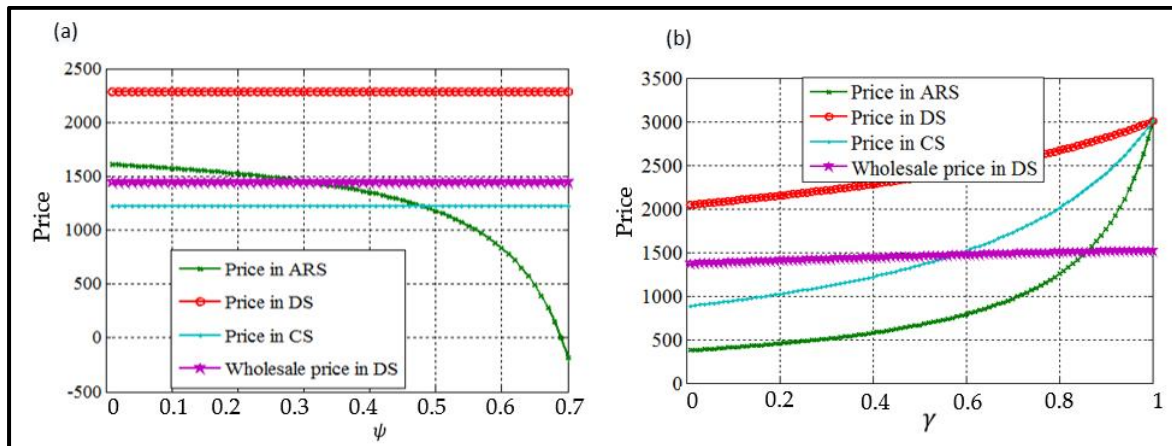 (a)
2500
2000
1500
1000
500
0
-500
Price
Price in ARS
Price in DS
Price in CS
Wholesale price in DS
0 0.1 0.2 0.3 0.4 0.5 0.6 0.7
ψ
(b)
3500
3000
2500
2000
1500
1000
500
0
Price
Price in ARS
Price in DS
Price in CS
Wholesale price in DS
0 0.2 0.4 0.6 0.8 1
γ